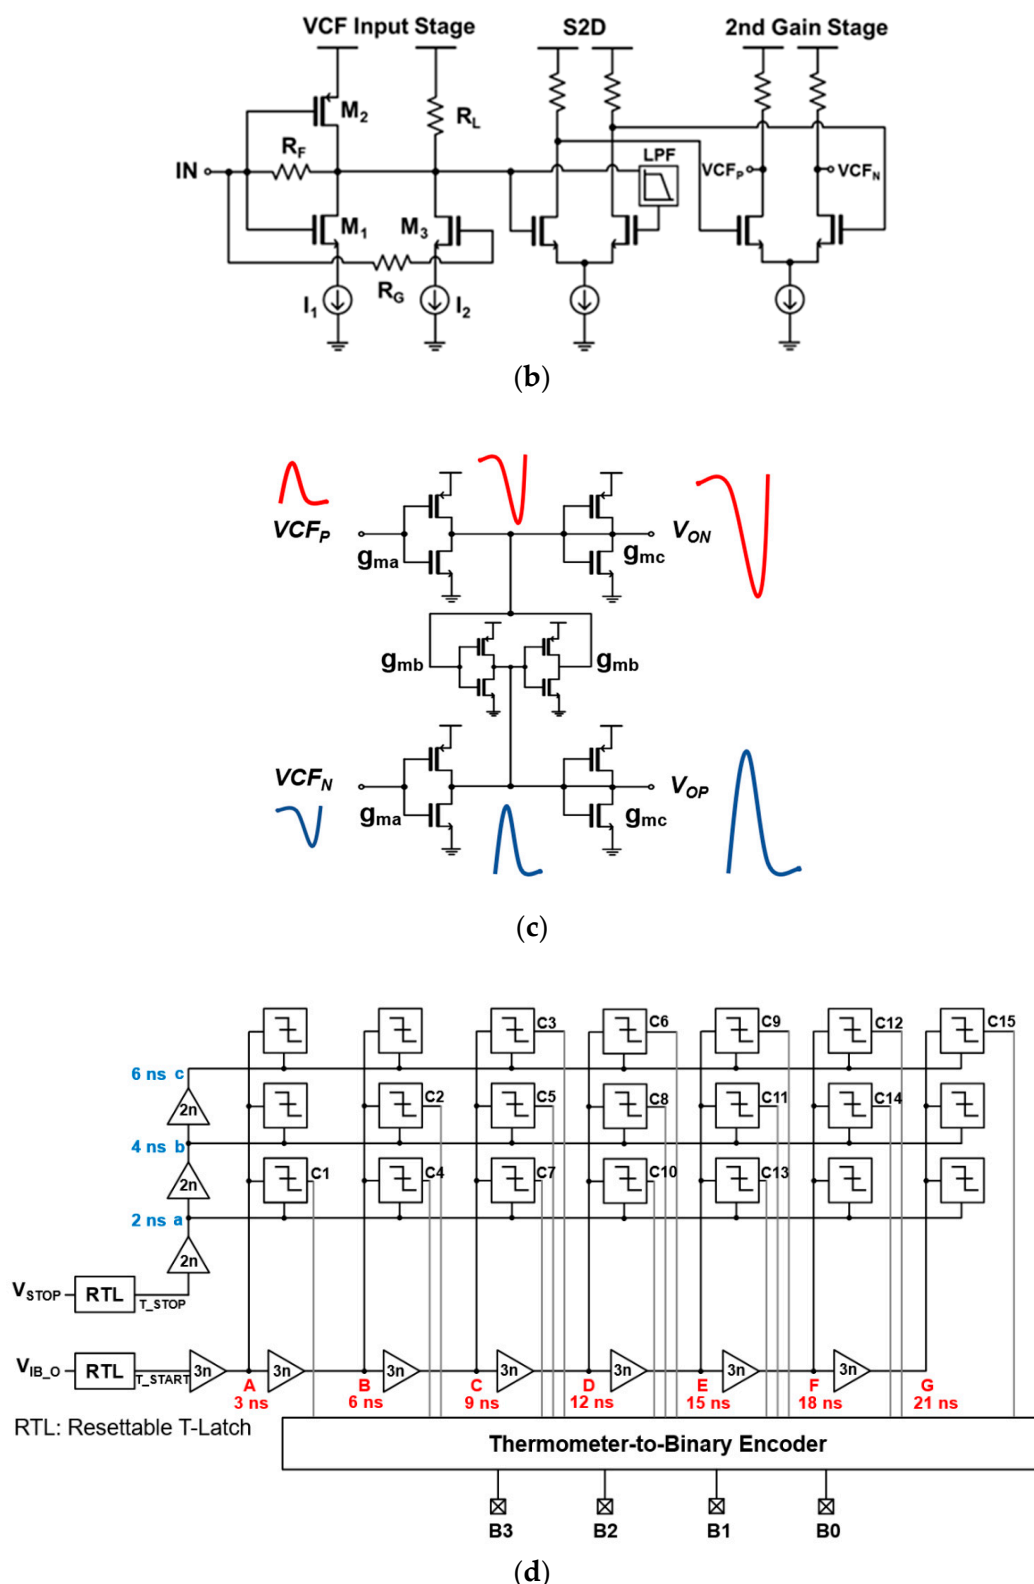 VCF Input Stage S2D 2nd Gain Stage
M2
RL
RF
LPF
IN
VCFP VCFN
M1 M3
RG
I1 I2
(b)
VCFP VON
gma gmc
gmb gmb
VCFN VOP
gma gmc
(c)
C3 C6 C9 C12 C15
6 ns c
2n
C2 C5 C8 C11 C14
4 ns b
2n
C1 C4 C7 C10 C13
2 ns a
2n
VSTOP RTL T_STOP
VIB_O RTL T_START 3n 3n 3n 3n 3n 3n 3n
A B C D E F G
3 ns 6 ns 9 ns 12 ns 15 ns 18 ns 21 ns
RTL: Resettable T-Latch
Thermometer-to-Binary Encoder
B3 B2 B1 B0
(d)